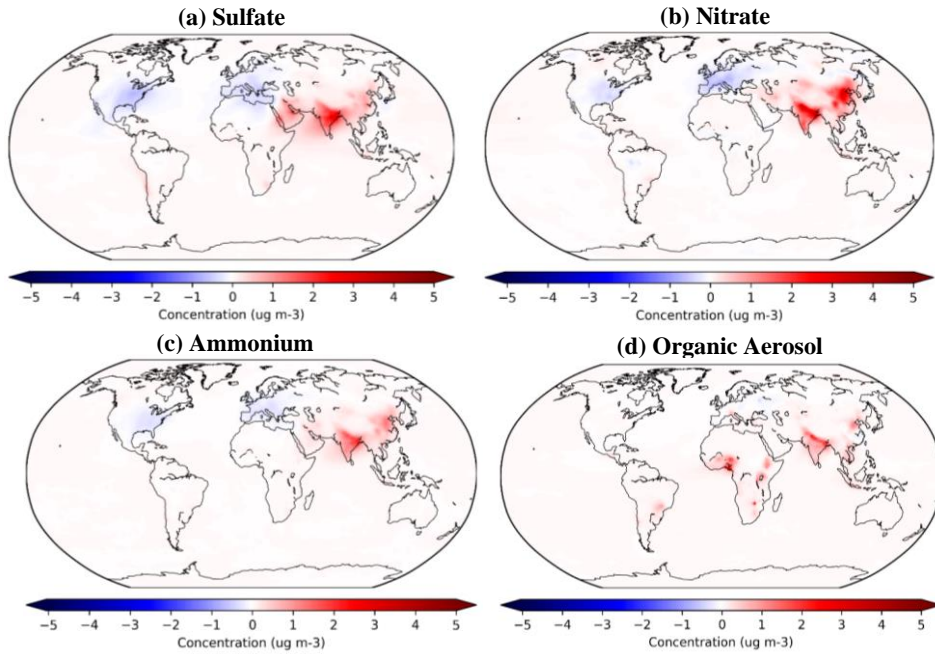 (a) Sulfate
(b) Nitrate
−5 −4 −3 −2 −1 0 1 2 3 4 5
Concentration (ug m-3)
−5 −4 −3 −2 −1 0 1 2 3 4 5
Concentration (ug m-3)
(c) Ammonium
(d) Organic Aerosol
−5 −4 −3 −2 −1 0 1 2 3 4 5
Concentration (ug m-3)
−5 −4 −3 −2 −1 0 1 2 3 4 5
Concentration (ug m-3)